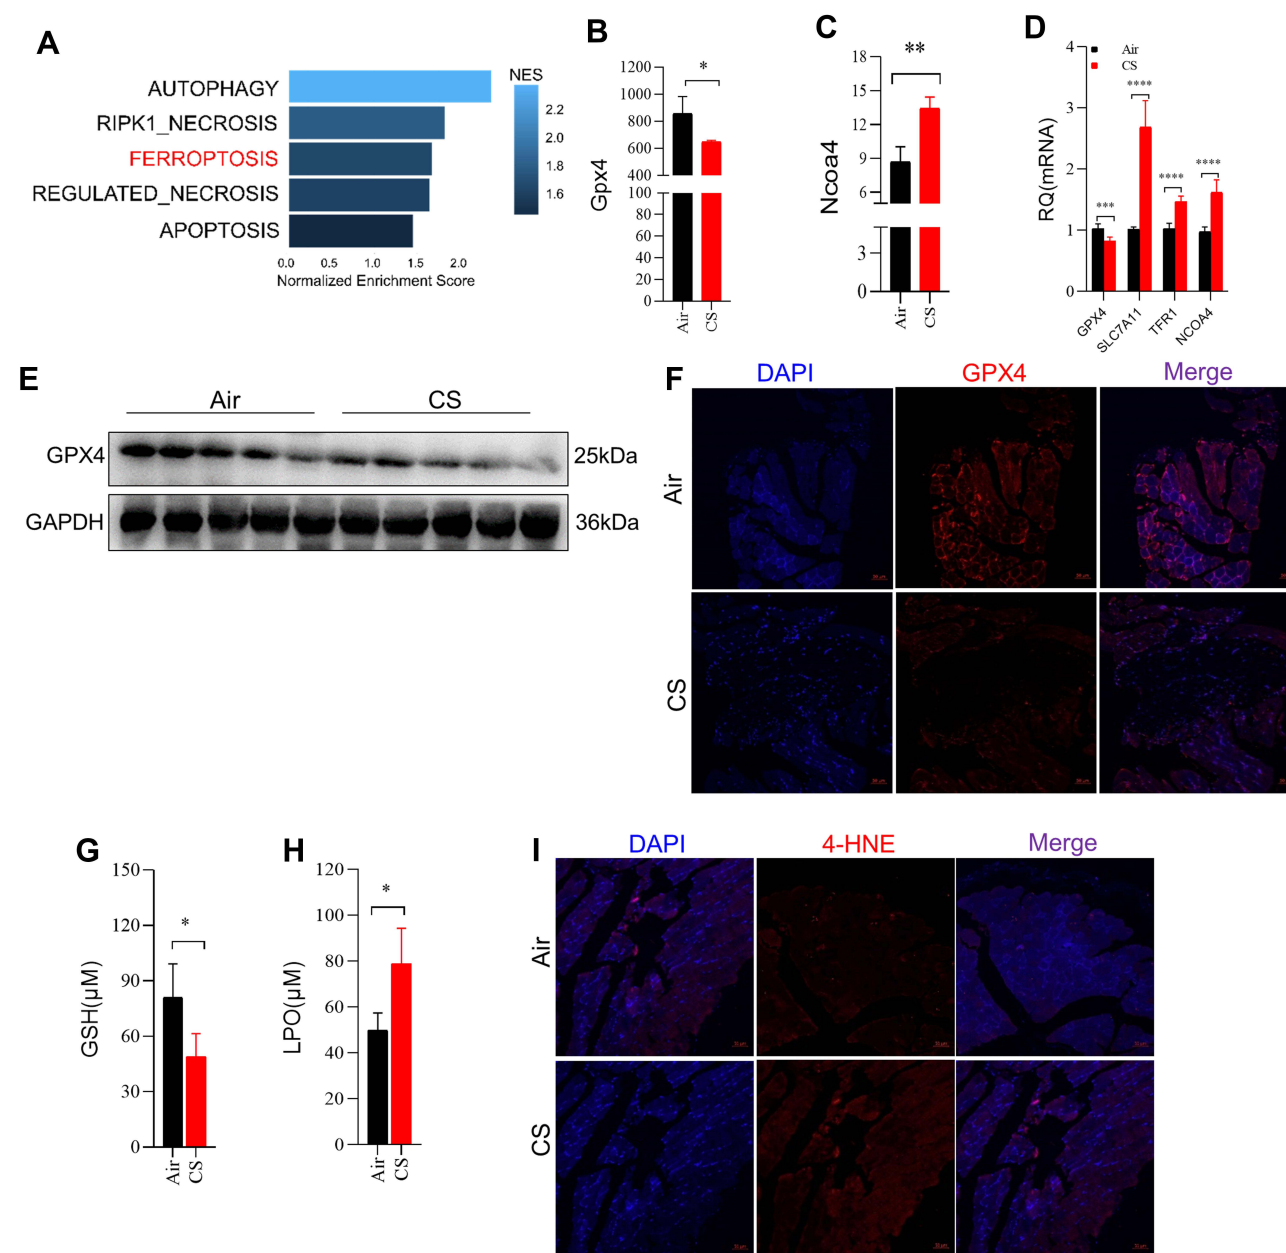 A
AUTOPHAGY
RIPK1_NECROSIS
FERROPTOSIS
REGULATED_NECROSIS
APOPTOSIS
0.0 0.5 1.0 1.5 2.0
Normalized Enrichment Score
NES
2.2
2.0
1.8
1.6
B
Gpx4
1200
1000
800
600
400
100
80
60
40
20
0
*
Air CS
C
Ncoa4
18
15
12
9
6
3
0
**
Air CS
D
RQ(mRNA)
4
3
2
1
0
Air
CS
*** **** **** ****
GPX4 SLC7A11 TFR1 NCOA4
E
Air CS
GPX4 25kDa
GAPDH 36kDa
F
DAPI GPX4 Merge
Air
CS
G
GSH(μM)
150
120
90
60
30
0
*
Air CS
H
LPO(μM)
120
100
80
60
40
20
0
*
Air CS
I
DAPI 4-HNE Merge
Air
CS